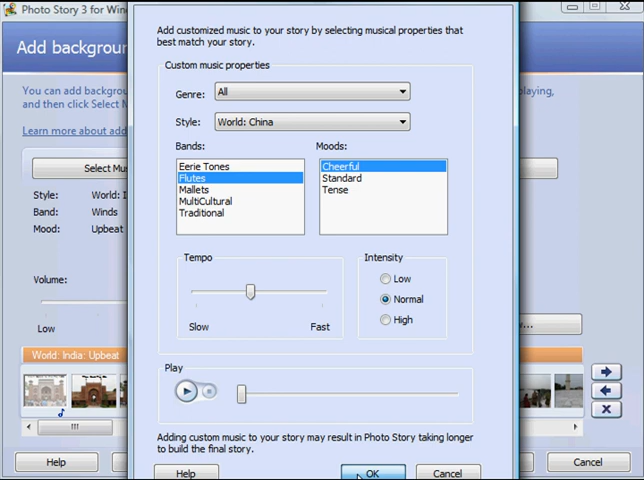 Photo Story 3 for Win
Add customized music to your story by selecting musical properties that
best match your story.
Add backgrou
Custom music properties
You can add backgrou
playing,
and then click Select M
Genre: All
Style: World: China
Learn more about add
Bands: Moods:
Eerie Tones
Flutes
Mallets
MultiCultural
Traditional
Cheerful
Standard
Tense
Select Mus
Style: World: I
Band: Winds
Mood: Upbeat
Tempo
Slow Fast
Intensity
Low
Normal
High
Volume:
Low
World: India: Upbeat
Play
Adding custom music to your story may result in Photo Story taking longer
to build the final story.
Help OK Cancel
Help Cancel